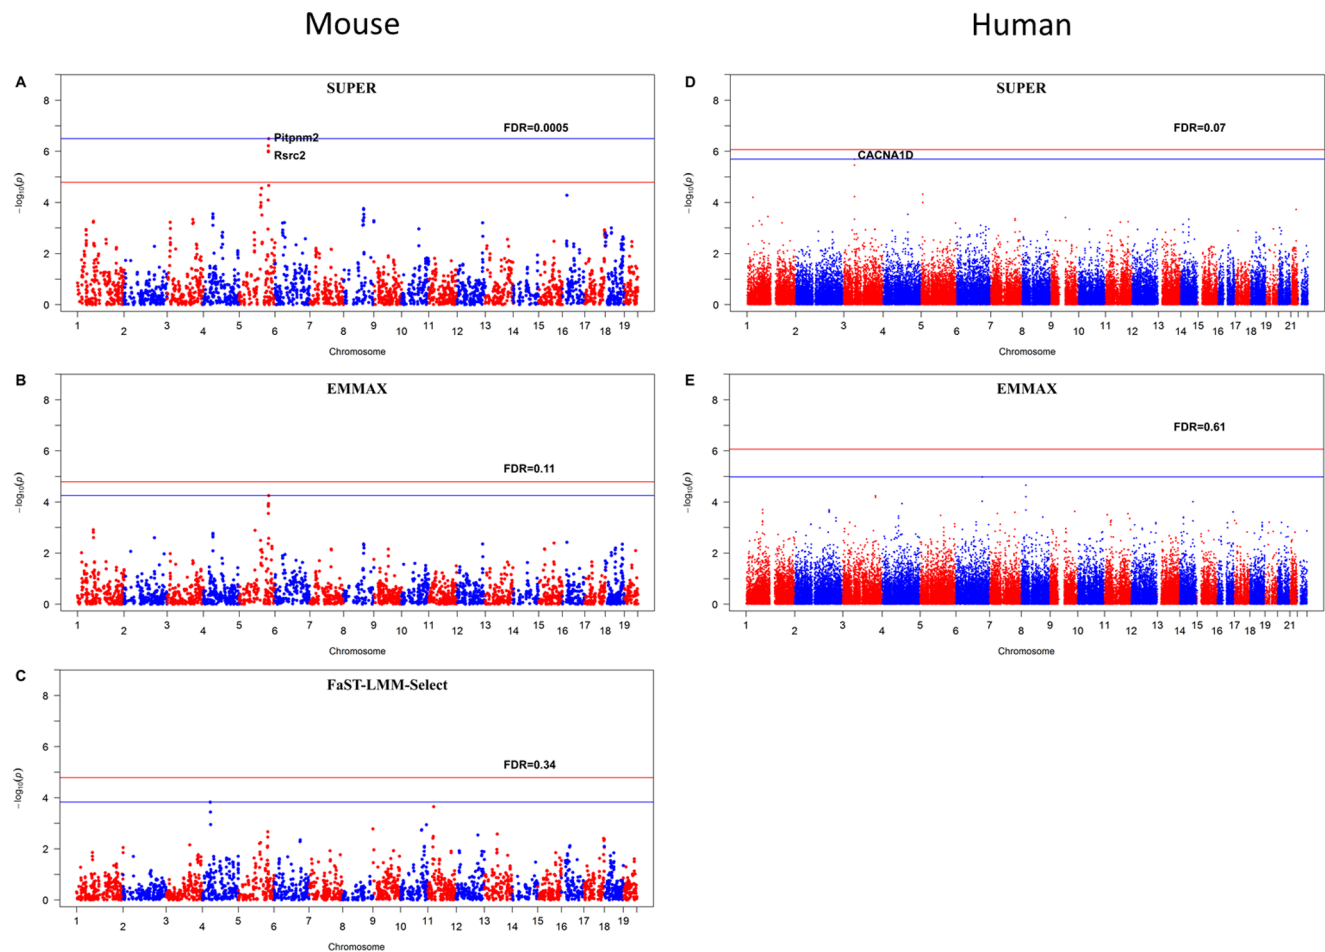 Mouse
Human
A
SUPER
FDR=0.0005
Pitpnm2
Rsrc2
8
6
4
2
0
−log10(p)
1 2 3 4 5 6 7 8 9 10 11 12 13 14 15 16 17 18 19
Chromosome
D
SUPER
FDR=0.07
CACNA1D
8
6
4
2
0
−log10(p)
1 2 3 4 5 6 7 8 9 10 11 12 13 14 15 16 17 18 19 21
Chromosome
B
EMMAX
FDR=0.11
8
6
4
2
0
−log10(p)
1 2 3 4 5 6 7 8 9 10 11 12 13 14 15 16 17 18 19
Chromosome
E
EMMAX
FDR=0.61
8
6
4
2
0
−log10(p)
1 2 3 4 5 6 7 8 9 10 11 12 13 14 15 16 17 18 19 21
Chromosome
C
FaST-LMM-Select
FDR=0.34
8
6
4
2
0
−log10(p)
1 2 3 4 5 6 7 8 9 10 11 12 13 14 15 16 17 18 19
Chromosome